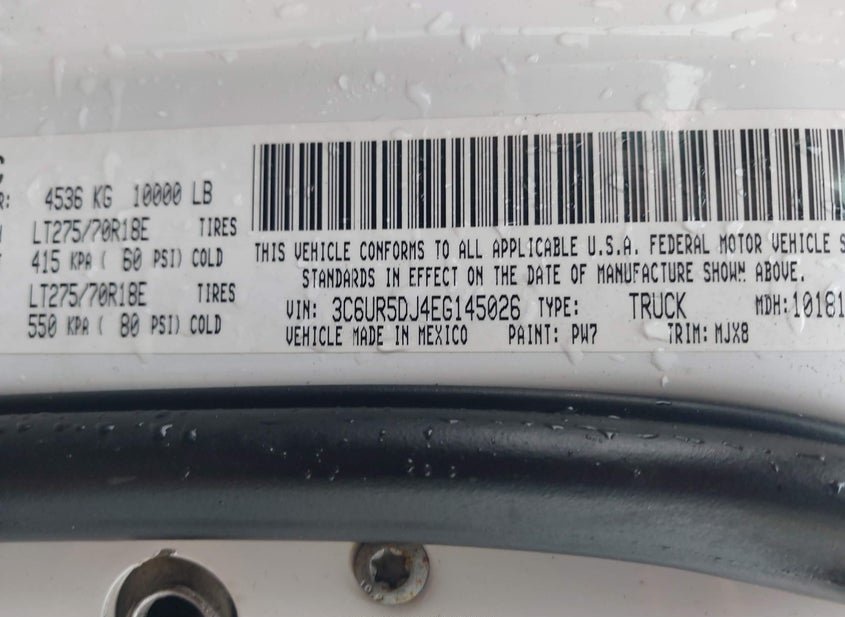 4536 KG 10000 LB
LT275/70R18E TIRES
415 KPA ( 60 PSI) COLD
LT275/70R18E TIRES
550 KPA ( 80 PSI) COLD
THIS VEHICLE CONFORMS TO ALL APPLICABLE U.S.A. FEDERAL MOTOR VEHICLE S
STANDARDS IN EFFECT ON THE DATE OF MANUFACTURE SHOWN ABOVE.
VIN: 3C6UR5DJ4EG145026 TYPE: TRUCK MDH: 10181
VEHICLE MADE IN MEXICO PAINT: PW7 TRIM: MJX8